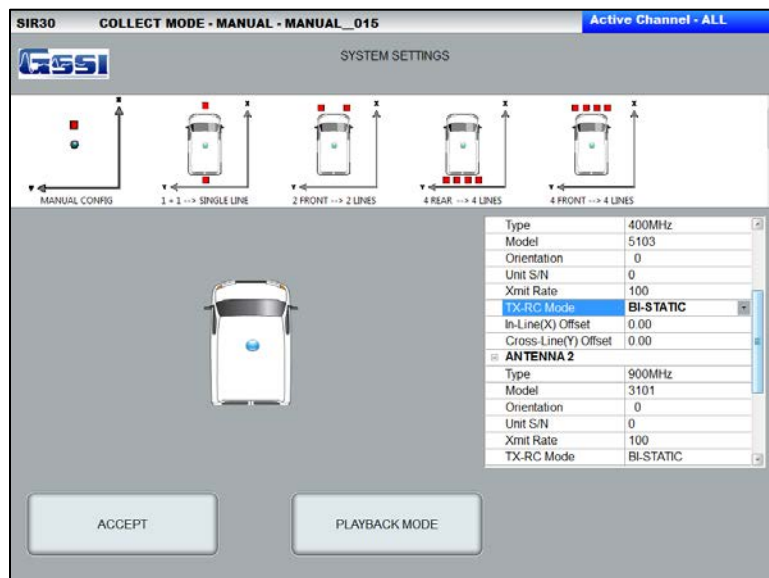 SIR30 COLLECT MODE - MANUAL - MANUAL__015 Active Channel - ALL
GSSI
SYSTEM SETTINGS
X X X X X
Y Y Y Y Y
MANUAL CONFIG 1 + 1 --> SINGLE LINE 2 FRONT --> 2 LINES 4 REAR --> 4 LINES 4 FRONT --> 4 LINES
Type 400MHz
Model 5103
Orientation 0
Unit S/N 0
Xmit Rate 100
TX-RC Mode BI-STATIC
In-Line(X) Offset 0.00
Cross-Line(Y) Offset 0.00
ANTENNA 2
Type 900MHz
Model 3101
Orientation 0
Unit S/N 0
Xmit Rate 100
TX-RC Mode BI-STATIC
ACCEPT PLAYBACK MODE